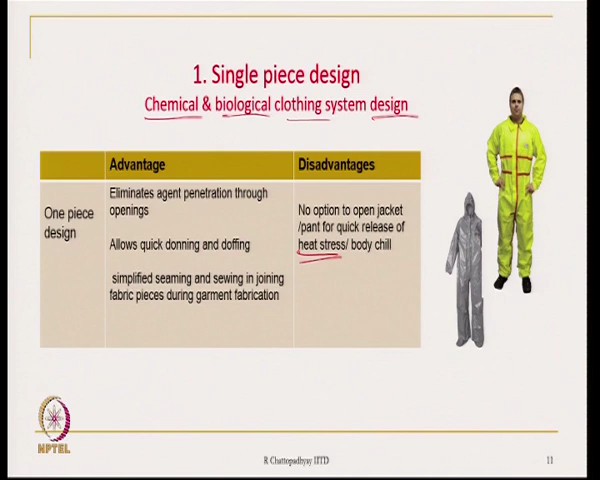 1. Single piece design
Chemical & biological clothing system design
Advantage
Disadvantages
One piece
design
Eliminates agent penetration through
openings
Allows quick donning and doffing
simplified seaming and sewing in joining
fabric pieces during garment fabrication
No option to open jacket
/pant for quick release of
heat stress/ body chill
NPTEL
R Chattopadhyay IITD
11